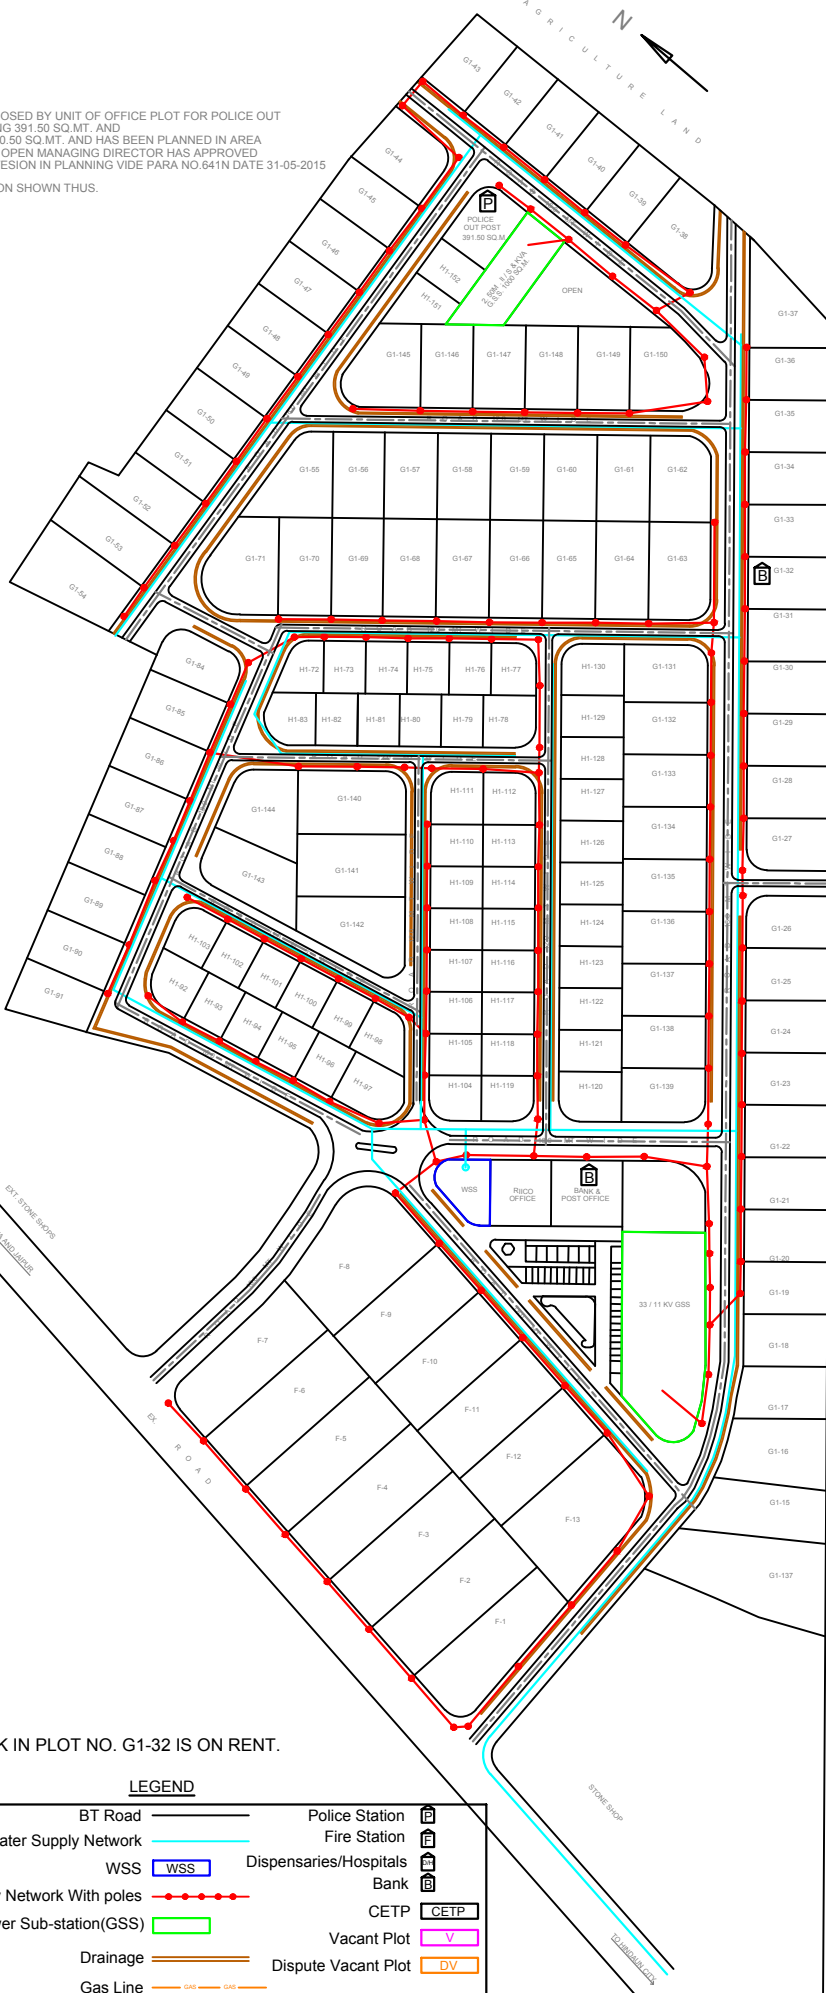 AGRICULTURE LAND
N
OSED BY UNIT OF OFFICE PLOT FOR POLICE OUT
NG 391.50 SQ.MT. AND
0.50 SQ.MT. AND HAS BEEN PLANNED IN AREA
OPEN MANAGING DIRECTOR HAS APPROVED
ESION IN PLANNING VIDE PARA NO.641N DATE 31-05-2015
ON SHOWN THUS.
G1-43
G1-42
G1-41
G1-40
G1-39
G1-38
G1-44
G1-45
G1-46
G1-47
G1-48
G1-49
G1-50
G1-51
G1-52
G1-53
G1-54
P
POLICE
OUT POST
391.50 SQ.M
H1-152
H1-151
G.S.S. 1000 SQ.M.
OPEN
G1-145
G1-146
G1-147
G1-148
G1-149
G1-150
G1-37
G1-36
G1-35
G1-34
G1-33
B
G1-32
G1-31
G1-30
G1-29
G1-28
G1-27
G1-55
G1-56
G1-57
G1-58
G1-59
G1-60
G1-61
G1-62
G1-71
G1-70
G1-69
G1-68
G1-67
G1-66
G1-65
G1-64
G1-63
G1-84
G1-85
G1-86
G1-87
G1-88
G1-89
G1-90
G1-91
H1-72
H1-73
H1-74
H1-75
H1-76
H1-77
H1-83
H1-82
H1-81
H1-80
H1-79
H1-78
H1-130
H1-129
H1-128
H1-127
H1-126
H1-125
H1-124
H1-123
H1-122
H1-121
H1-120
G1-131
G1-132
G1-133
G1-134
G1-135
G1-136
G1-137
G1-138
G1-139
G1-144
G1-140
G1-143
G1-141
G1-142
H1-111
H1-112
H1-110
H1-113
H1-109
H1-114
H1-108
H1-115
H1-107
H1-116
H1-106
H1-117
H1-105
H1-118
H1-104
H1-119
H1-103
H1-102
H1-101
H1-100
H1-99
H1-98
H1-92
H1-93
H1-94
H1-95
H1-96
H1-97
G1-26
G1-25
G1-24
G1-23
G1-22
G1-21
G1-20
G1-19
G1-18
G1-17
G1-16
G1-15
G1-137
WSS
RIICO
OFFICE
B
BANK &
POST OFFICE
33 / 11 KV GSS
EXT. STONE SHOPS
AND JAIPUR
F-8
F-9
F-7
F-10
F-6
F-11
F-5
F-12
F-4
F-13
F-3
F-2
F-1
EX. ROAD
STONE SHOP
TO HINDAUN CITY
K IN PLOT NO. G1-32 IS ON RENT.
LEGEND
BT Road
ater Supply Network
WSS WSS
Network With poles
er Sub-station(GSS)
Drainage
Gas Line GAS GAS
Police Station P
Fire Station F
Dispensaries/Hospitals
Bank B
CETP CETP
Vacant Plot V
Dispute Vacant Plot DV